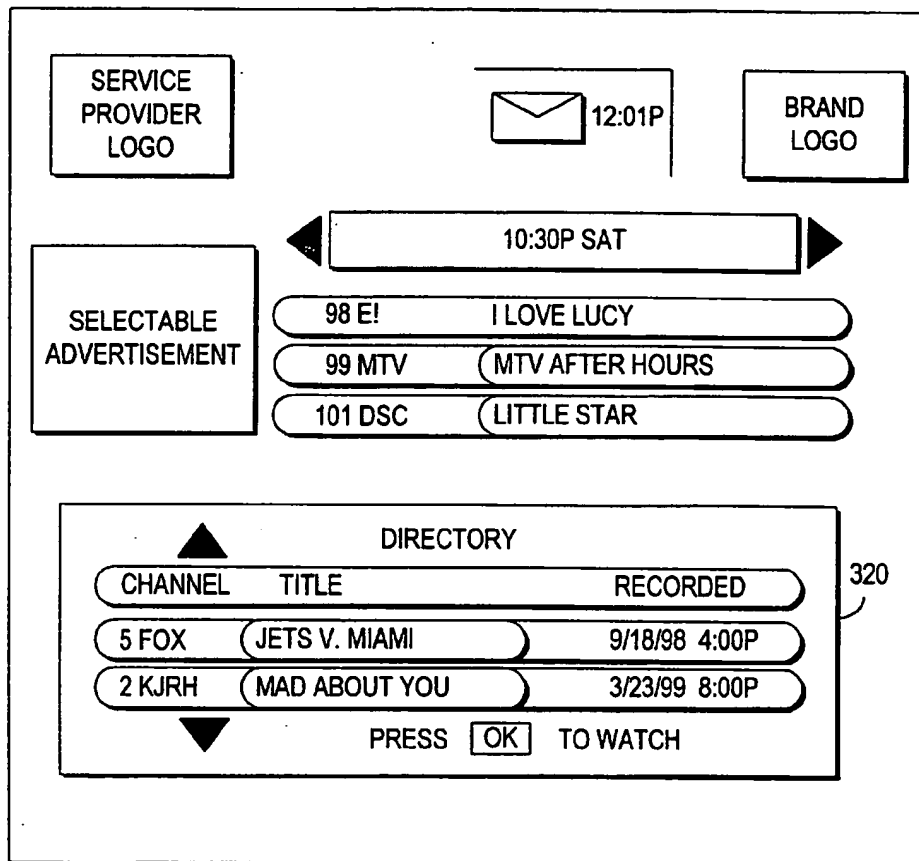 SERVICE
PROVIDER
LOGO
12:01P
BRAND
LOGO
10:30P SAT
SELECTABLE
ADVERTISEMENT
98 E! I LOVE LUCY
99 MTV MTV AFTER HOURS
101 DSC LITTLE STAR
DIRECTORY
CHANNEL TITLE RECORDED
320
5 FOX JETS V. MIAMI 9/18/98 4:00P
2 KJRH MAD ABOUT YOU 3/23/99 8:00P
PRESS OK TO WATCH